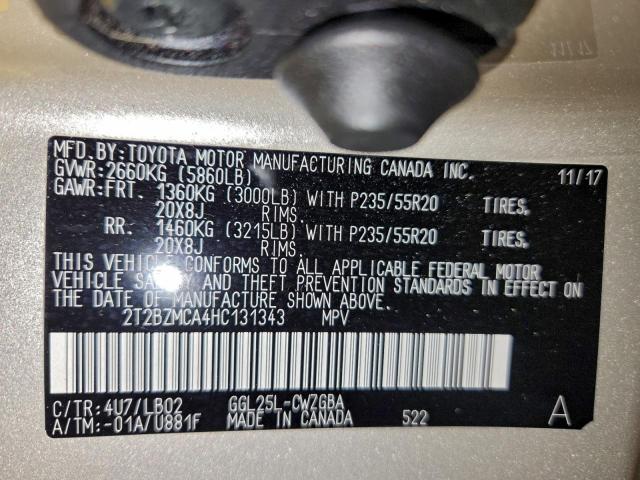 MFD.BY:TOYOTA MOTOR MANUFACTURING CANADA INC.
GVWR:2660KG (5860LB) 11/17
GAWR:FRT. 1360KG (3000LB) WITH P235/55R20 TIRES,
20X8J RIMS.
RR. 1460KG (3215LB) WITH P235/55R20 TIRES,
20X8J RIMS.
THIS VEHICLE CONFORMS TO ALL APPLICABLE FEDERAL MOTOR
VEHICLE SAFETY AND THEFT PREVENTION STANDARDS IN EFFECT ON
THE DATE OF MANUFACTURE SHOWN ABOVE.
2T2BZMCA4HC131343 MPV
C/TR:4U7/LB02 GGL25L-CWZGBA
A/TM:-01A/U881F MADE IN CANADA 522 A